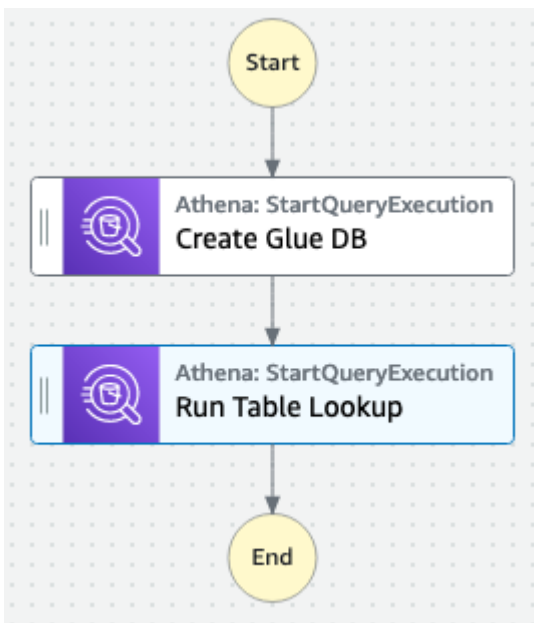 Start
Athena: StartQueryExecution
Create Glue DB
Athena: StartQueryExecution
Run Table Lookup
End